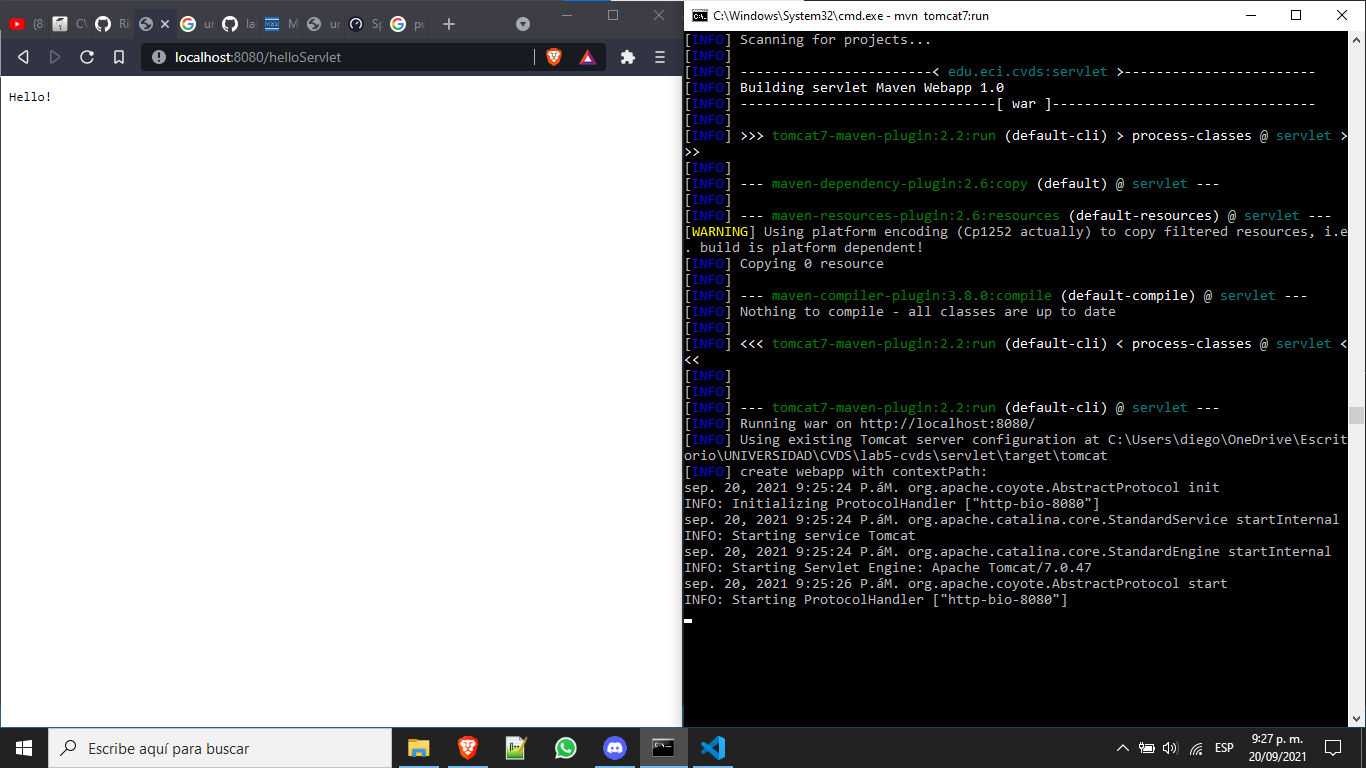 (8
C\
Ri
ur
la
M
ur
Sp
pu
localhost:8080/helloServlet
Hello!
C:\Windows\System32\cmd.exe - mvn  tomcat7:run
[INFO] Scanning for projects...
[INFO]
[INFO] ------------------------< edu.eci.cvds:servlet >------------------------
[INFO] Building servlet Maven Webapp 1.0
[INFO] --------------------------------[ war ]---------------------------------
[INFO]
[INFO] >>> tomcat7-maven-plugin:2.2:run (default-cli) > process-classes @ servlet >
>>
[INFO]
[INFO] --- maven-dependency-plugin:2.6:copy (default) @ servlet ---
[INFO]
[INFO] --- maven-resources-plugin:2.6:resources (default-resources) @ servlet ---
[WARNING] Using platform encoding (Cp1252 actually) to copy filtered resources, i.e
. build is platform dependent!
[INFO] Copying 0 resource
[INFO]
[INFO] --- maven-compiler-plugin:3.8.0:compile (default-compile) @ servlet ---
[INFO] Nothing to compile - all classes are up to date
[INFO]
[INFO] <<< tomcat7-maven-plugin:2.2:run (default-cli) < process-classes @ servlet <
<<
[INFO]
[INFO]
[INFO] --- tomcat7-maven-plugin:2.2:run (default-cli) @ servlet ---
[INFO] Running war on http://localhost:8080/
[INFO] Using existing Tomcat server configuration at C:\Users\diego\OneDrive\Escrit
orio\UNIVERSIDAD\CVDS\lab5-cvds\servlet\target\tomcat
[INFO] create webapp with contextPath:
sep. 20, 2021 9:25:24 P.áM. org.apache.coyote.AbstractProtocol init
INFO: Initializing ProtocolHandler ["http-bio-8080"]
sep. 20, 2021 9:25:24 P.áM. org.apache.catalina.core.StandardService startInternal
INFO: Starting service Tomcat
sep. 20, 2021 9:25:24 P.áM. org.apache.catalina.core.StandardEngine startInternal
INFO: Starting Servlet Engine: Apache Tomcat/7.0.47
sep. 20, 2021 9:25:26 P.áM. org.apache.coyote.AbstractProtocol start
INFO: Starting ProtocolHandler ["http-bio-8080"]
Escribe aquí para buscar
ESP
9:27 p. m.
20/09/2021